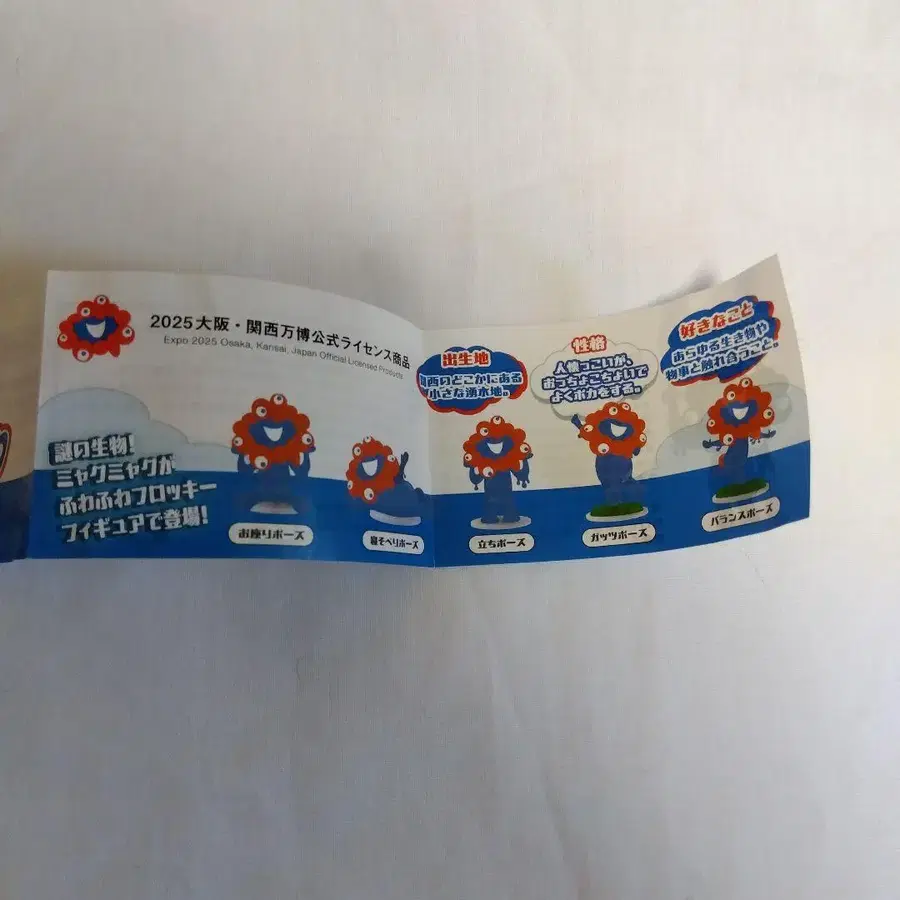 2025大阪・関西万博公式ライセンス商品
Expo 2025 Osaka, Kansai, Japan Official Licensed Products
謎の生物!
ミャクミャクが
ふわふわフロッキー
フィギュアで登場!
お座りポーズ
寝そべりポーズ
出生地
関西のどこかにある
小さな湧水地。
立ちポーズ
性格
人懐っこいが、
おっちょこちょいで
よくポカをする。
ガッツポーズ
好きなこと
あらゆる生き物や
物事と触れ合うこと。
バランスポーズ